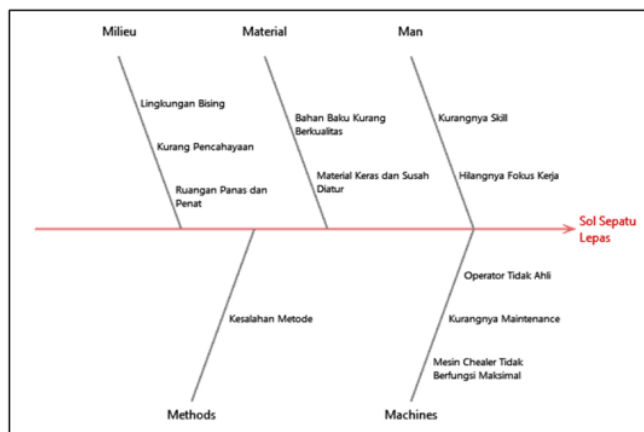 Milieu
Material
Man
Lingkungan Bising
Kurang Pencahayaan
Ruangan Panas dan
Penat
Bahan Baku Kurang
Berkualitas
Material Keras dan Susah
Diatur
Kurangnya Skill
Hilangnya Fokus Kerja
Sol Sepatu
Lepas
Kesalahan Metode
Operator Tidak Ahli
Kurangnya Maintenance
Mesin Chealer Tidak
Berfungsi Maksimal
Methods
Machines